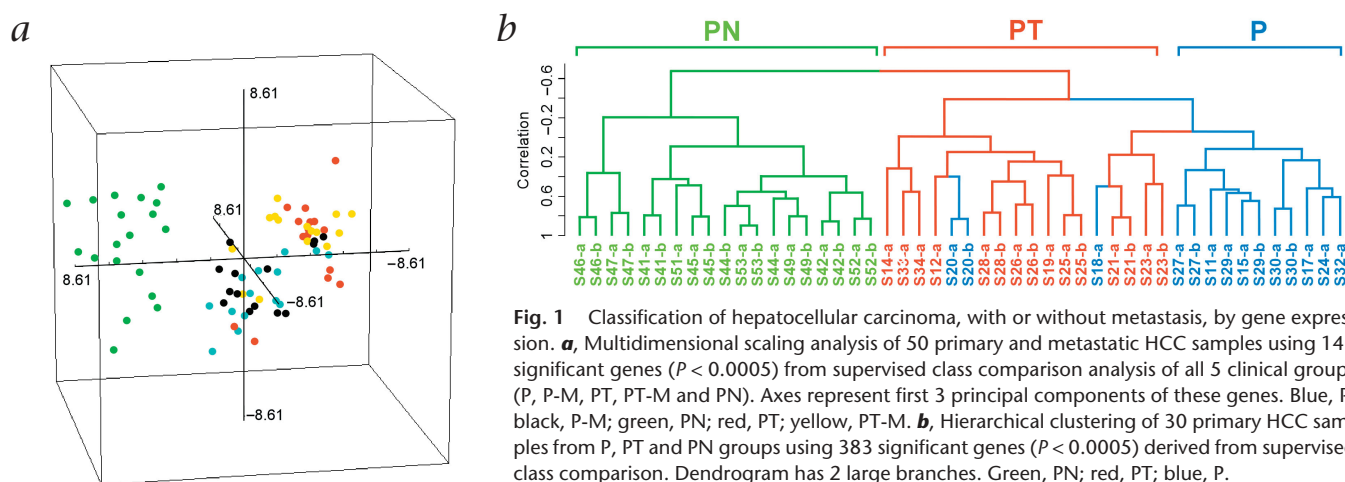 a
8.61
8.61
8.61
−8.61
−8.61
−8.61
b
PN
PT
P
Correlation
−0.6
−0.2
0.2
0.6
1
S46-a
S46-b
S47-a
S47-b
S41-a
S41-b
S51-a
S45-a
S45-b
S44-b
S53-a
S53-b
S44-a
S49-a
S49-b
S42-a
S42-b
S52-a
S52-b
S14-a
S34-a
S12-a
S20-a
S20-b
S28-a
S28-b
S26-a
S26-b
S19-a
S25-a
S25-b
S18-a
S21-a
S21-b
S23-a
S23-b
S27-a
S27-b
S11-a
S29-a
S15-a
S29-b
S30-a
S30-b
S17-a
S24-a
S32-a
Fig. 1 Classification of hepatocellular carcinoma, with or without metastasis, by gene expres
sion. a, Multidimensional scaling analysis of 50 primary and metastatic HCC samples using 14
significant genes (P < 0.0005) from supervised class comparison analysis of all 5 clinical group
(P, P-M, PT, PT-M and PN). Axes represent first 3 principal components of these genes. Blue, P
black, P-M; green, PN; red, PT; yellow, PT-M. b, Hierarchical clustering of 30 primary HCC sam
ples from P, PT and PN groups using 383 significant genes (P < 0.0005) derived from supervised
class comparison. Dendrogram has 2 large branches. Green, PN; red, PT; blue, P.